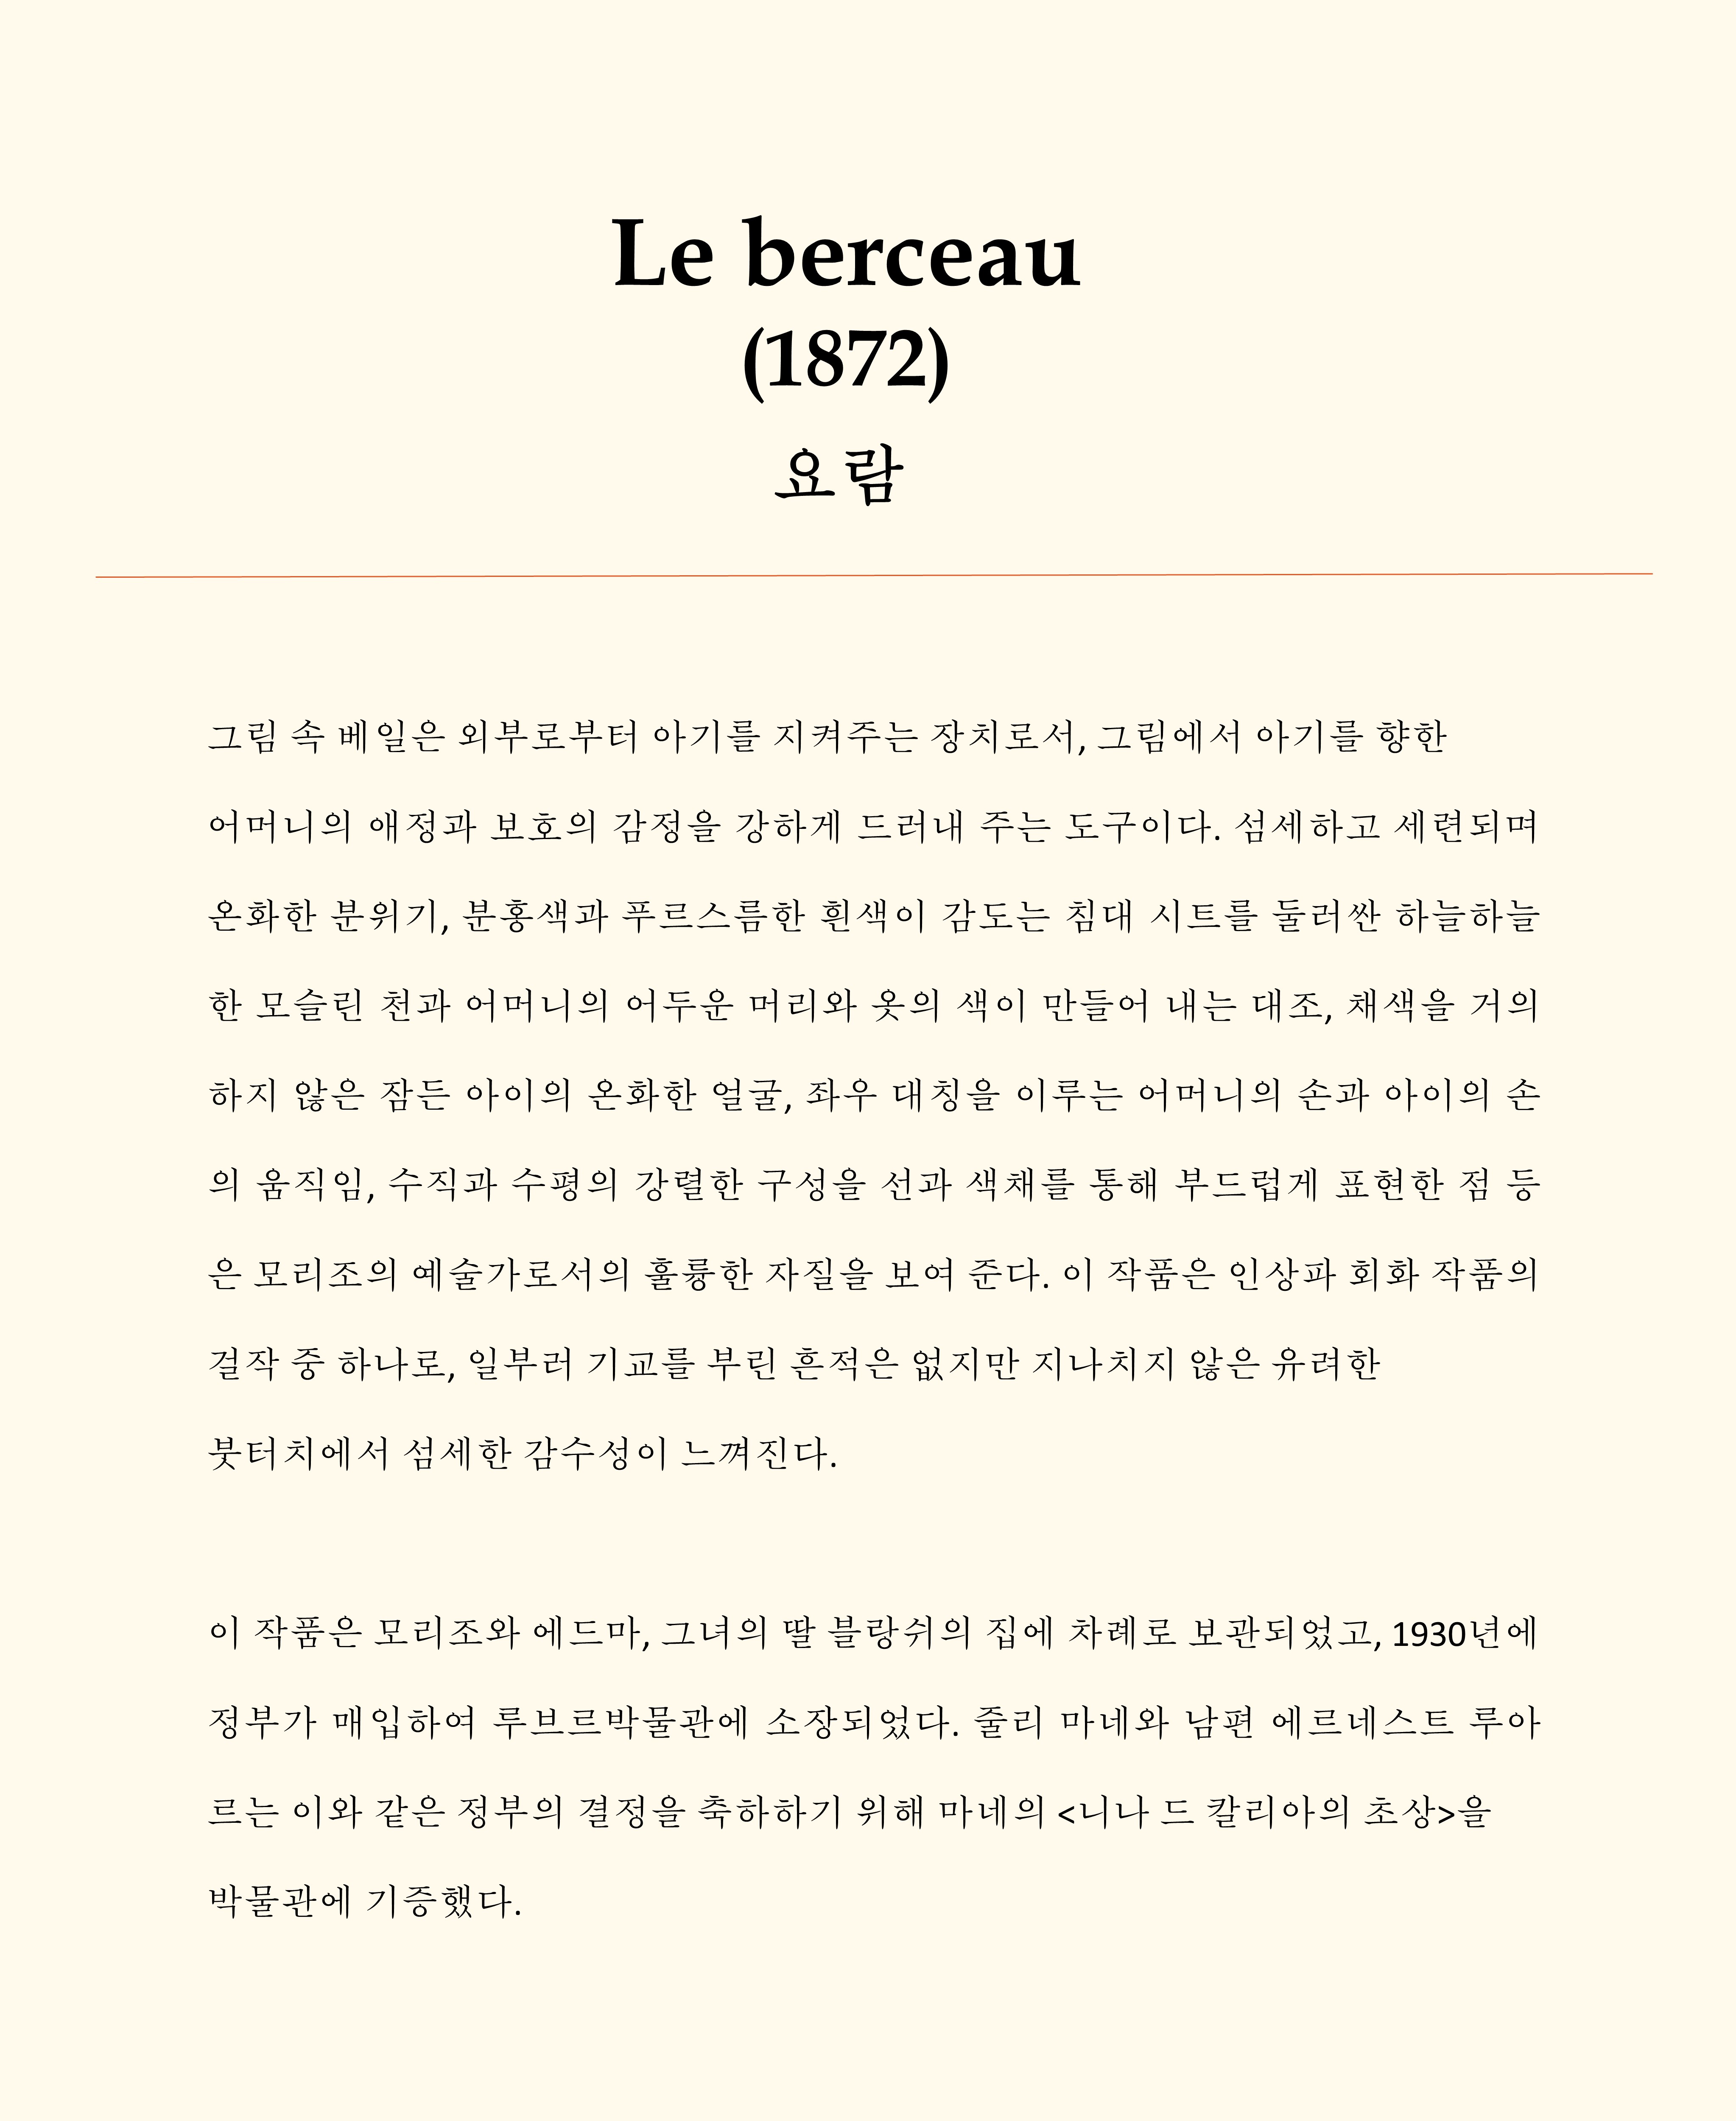 Le berceau
(1872)
요람
그림 속 베일은 외부로부터 아기를 지켜주는 장치로서, 그림에서 아기를 향한
어머니의 애정과 보호의 감정을 강하게 드러내 주는 도구이다. 섬세하고 세련되며
온화한 분위기, 분홍색과 푸르스름한 흰색이 감도는 침대 시트를 둘러싼 하늘하늘
한 모슬린 천과 어머니의 어두운 머리와 옷의 색이 만들어 내는 대조, 채색을 거의
하지 않은 잠든 아이의 온화한 얼굴, 좌우 대칭을 이루는 어머니의 손과 아이의 손
의 움직임, 수직과 수평의 강렬한 구성을 선과 색채를 통해 부드럽게 표현한 점 등
은 모리조의 예술가로서의 훌륭한 자질을 보여 준다. 이 작품은 인상파 회화 작품의
걸작 중 하나로, 일부러 기교를 부린 흔적은 없지만 지나치지 않은 유려한
붓터치에서 섬세한 감수성이 느껴진다.
이 작품은 모리조와 에드마, 그녀의 딸 블랑쉬의 집에 차례로 보관되었고, 1930년에
정부가 매입하여 루브르박물관에 소장되었다. 줄리 마네와 남편 에르네스트 루아
르는 이와 같은 정부의 결정을 축하하기 위해 마네의 <니나 드 칼리아의 초상>을
박물관에 기증했다.